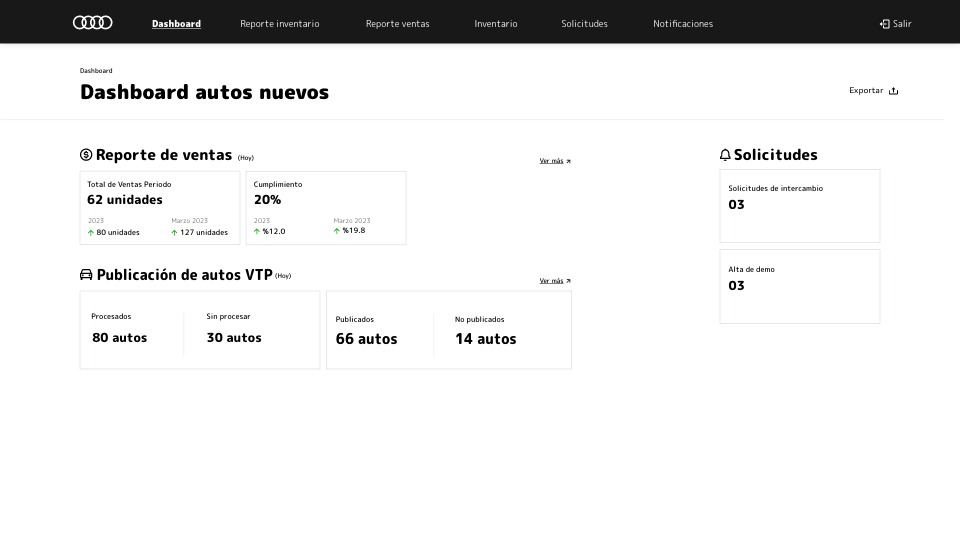 Dashboard Reporte inventario Reporte ventas Inventario Solicitudes Notificaciones Salir
Dashboard
Dashboard autos nuevos
Exportar
Reporte de ventas (Hoy)
Ver más
Total de Ventas Periodo
62 unidades
2023 Marzo 2023
80 unidades 127 unidades
Cumplimiento
20%
2023 Marzo 2023
%12.0 %19.8
Publicación de autos VTP (Hoy)
Ver más
Procesados Sin procesar
80 autos 30 autos
Publicados No publicados
66 autos 14 autos
Solicitudes
Solicitudes de intercambio
03
Alta de demo
03